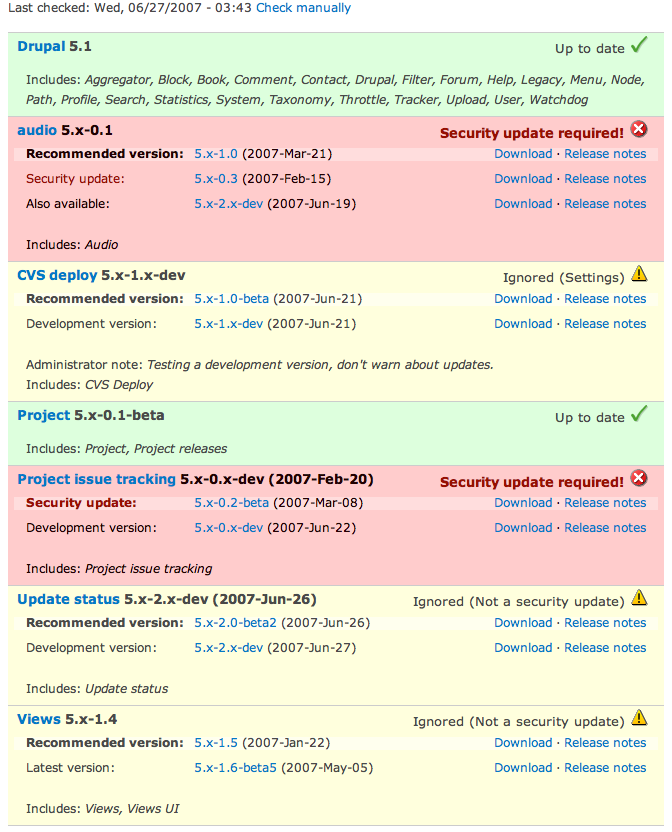 Last checked: Wed, 06/27/2007 - 03:43 Check manually
Drupal 5.1 Up to date
Includes: Aggregator, Block, Book, Comment, Contact, Drupal, Filter, Forum, Help, Legacy, Menu, Node,
Path, Profile, Search, Statistics, System, Taxonomy, Throttle, Tracker, Upload, User, Watchdog
audio 5.x-0.1 Security update required!
Recommended version: 5.x-1.0 (2007-Mar-21) Download · Release notes
Security update: 5.x-0.3 (2007-Feb-15) Download · Release notes
Also available: 5.x-2.x-dev (2007-Jun-19) Download · Release notes
Includes: Audio
CVS deploy 5.x-1.x-dev Ignored (Settings)
Recommended version: 5.x-1.0-beta (2007-Jun-21) Download · Release notes
Development version: 5.x-1.x-dev (2007-Jun-21) Download · Release notes
Administrator note: Testing a development version, don't warn about updates.
Includes: CVS Deploy
Project 5.x-0.1-beta Up to date
Includes: Project, Project releases
Project issue tracking 5.x-0.x-dev (2007-Feb-20) Security update required!
Security update: 5.x-0.2-beta (2007-Mar-08) Download · Release notes
Development version: 5.x-0.x-dev (2007-Jun-22) Download · Release notes
Includes: Project issue tracking
Update status 5.x-2.x-dev (2007-Jun-26) Ignored (Not a security update)
Recommended version: 5.x-2.0-beta2 (2007-Jun-26) Download · Release notes
Development version: 5.x-2.x-dev (2007-Jun-27) Download · Release notes
Includes: Update status
Views 5.x-1.4 Ignored (Not a security update)
Recommended version: 5.x-1.5 (2007-Jan-22) Download · Release notes
Latest version: 5.x-1.6-beta5 (2007-May-05) Download · Release notes
Includes: Views, Views UI